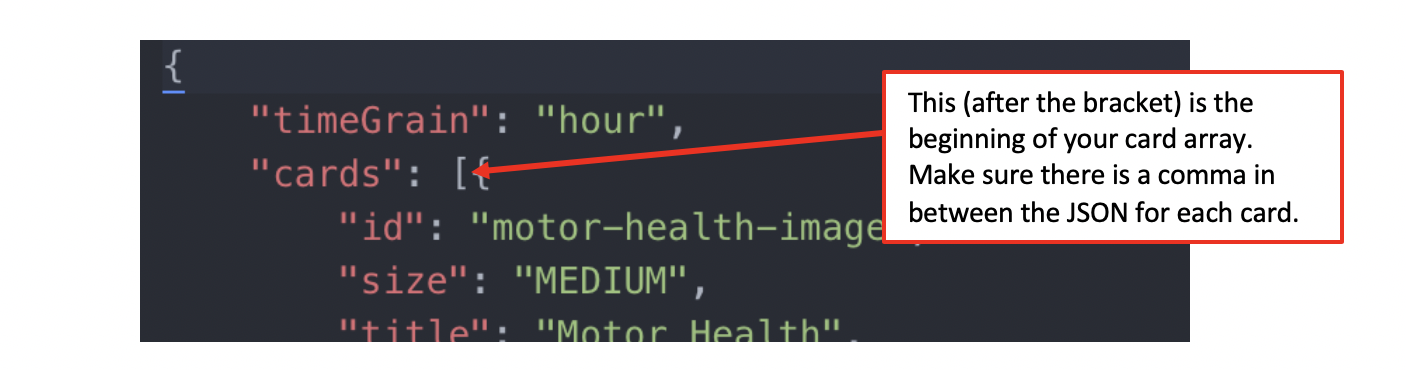 {
"timeGrain": "hour",
"cards": [{
"id": "motor-health-image
"size": "MEDIUM",
"title": "Motor Health",
This (after the bracket) is the
beginning of your card array.
Make sure there is a comma in
between the JSON for each card.